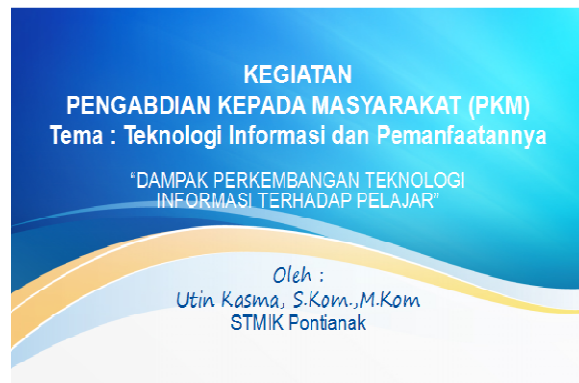 KEGIATAN
PENGABDIAN KEPADA MASYARAKAT (PKM)
Tema : Teknologi Informasi dan Pemanfaatannya
“DAMPAK PERKEMBANGAN TEKNOLOGI
INFORMASI TERHADAP PELAJAR”
Oleh :
Utin Kasma, S.Kom.,M.Kom
STMIK Pontianak